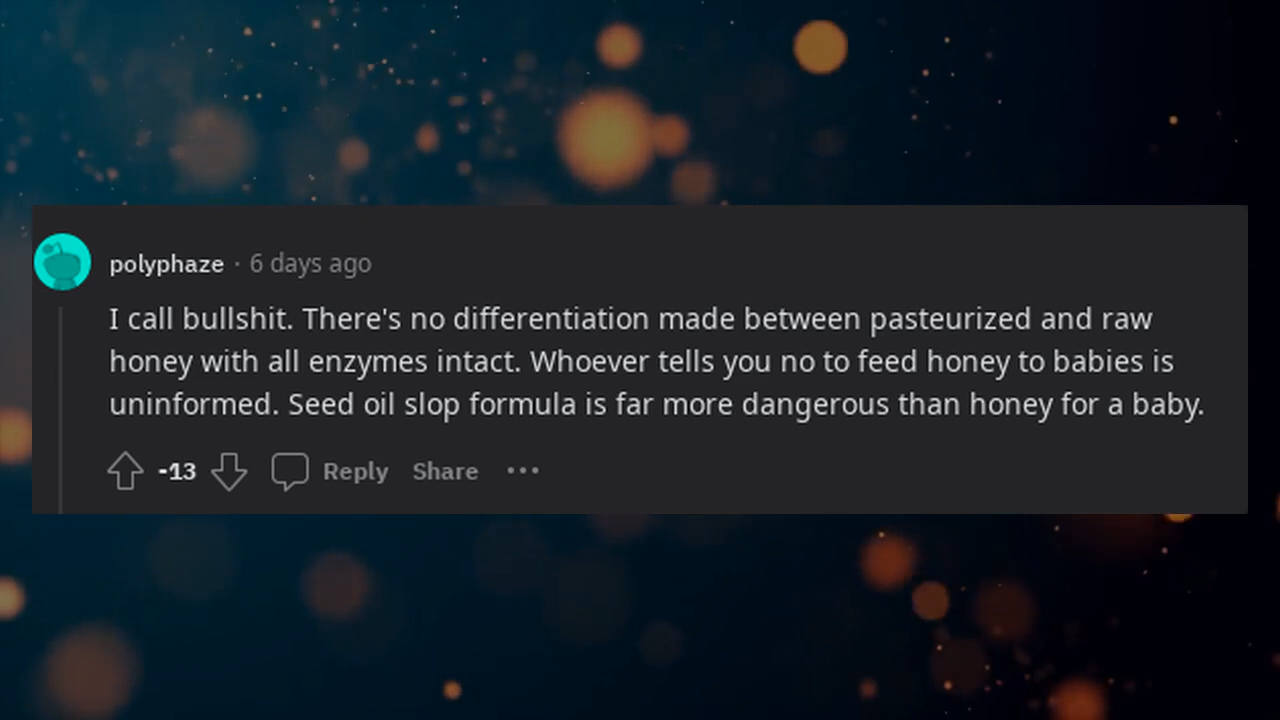 polyphaze · 6 days ago
I call bullshit. There's no differentiation made between pasteurized and raw
honey with all enzymes intact. Whoever tells you no to feed honey to babies is
uninformed. Seed oil slop formula is far more dangerous than honey for a baby.
-13 Reply Share ···